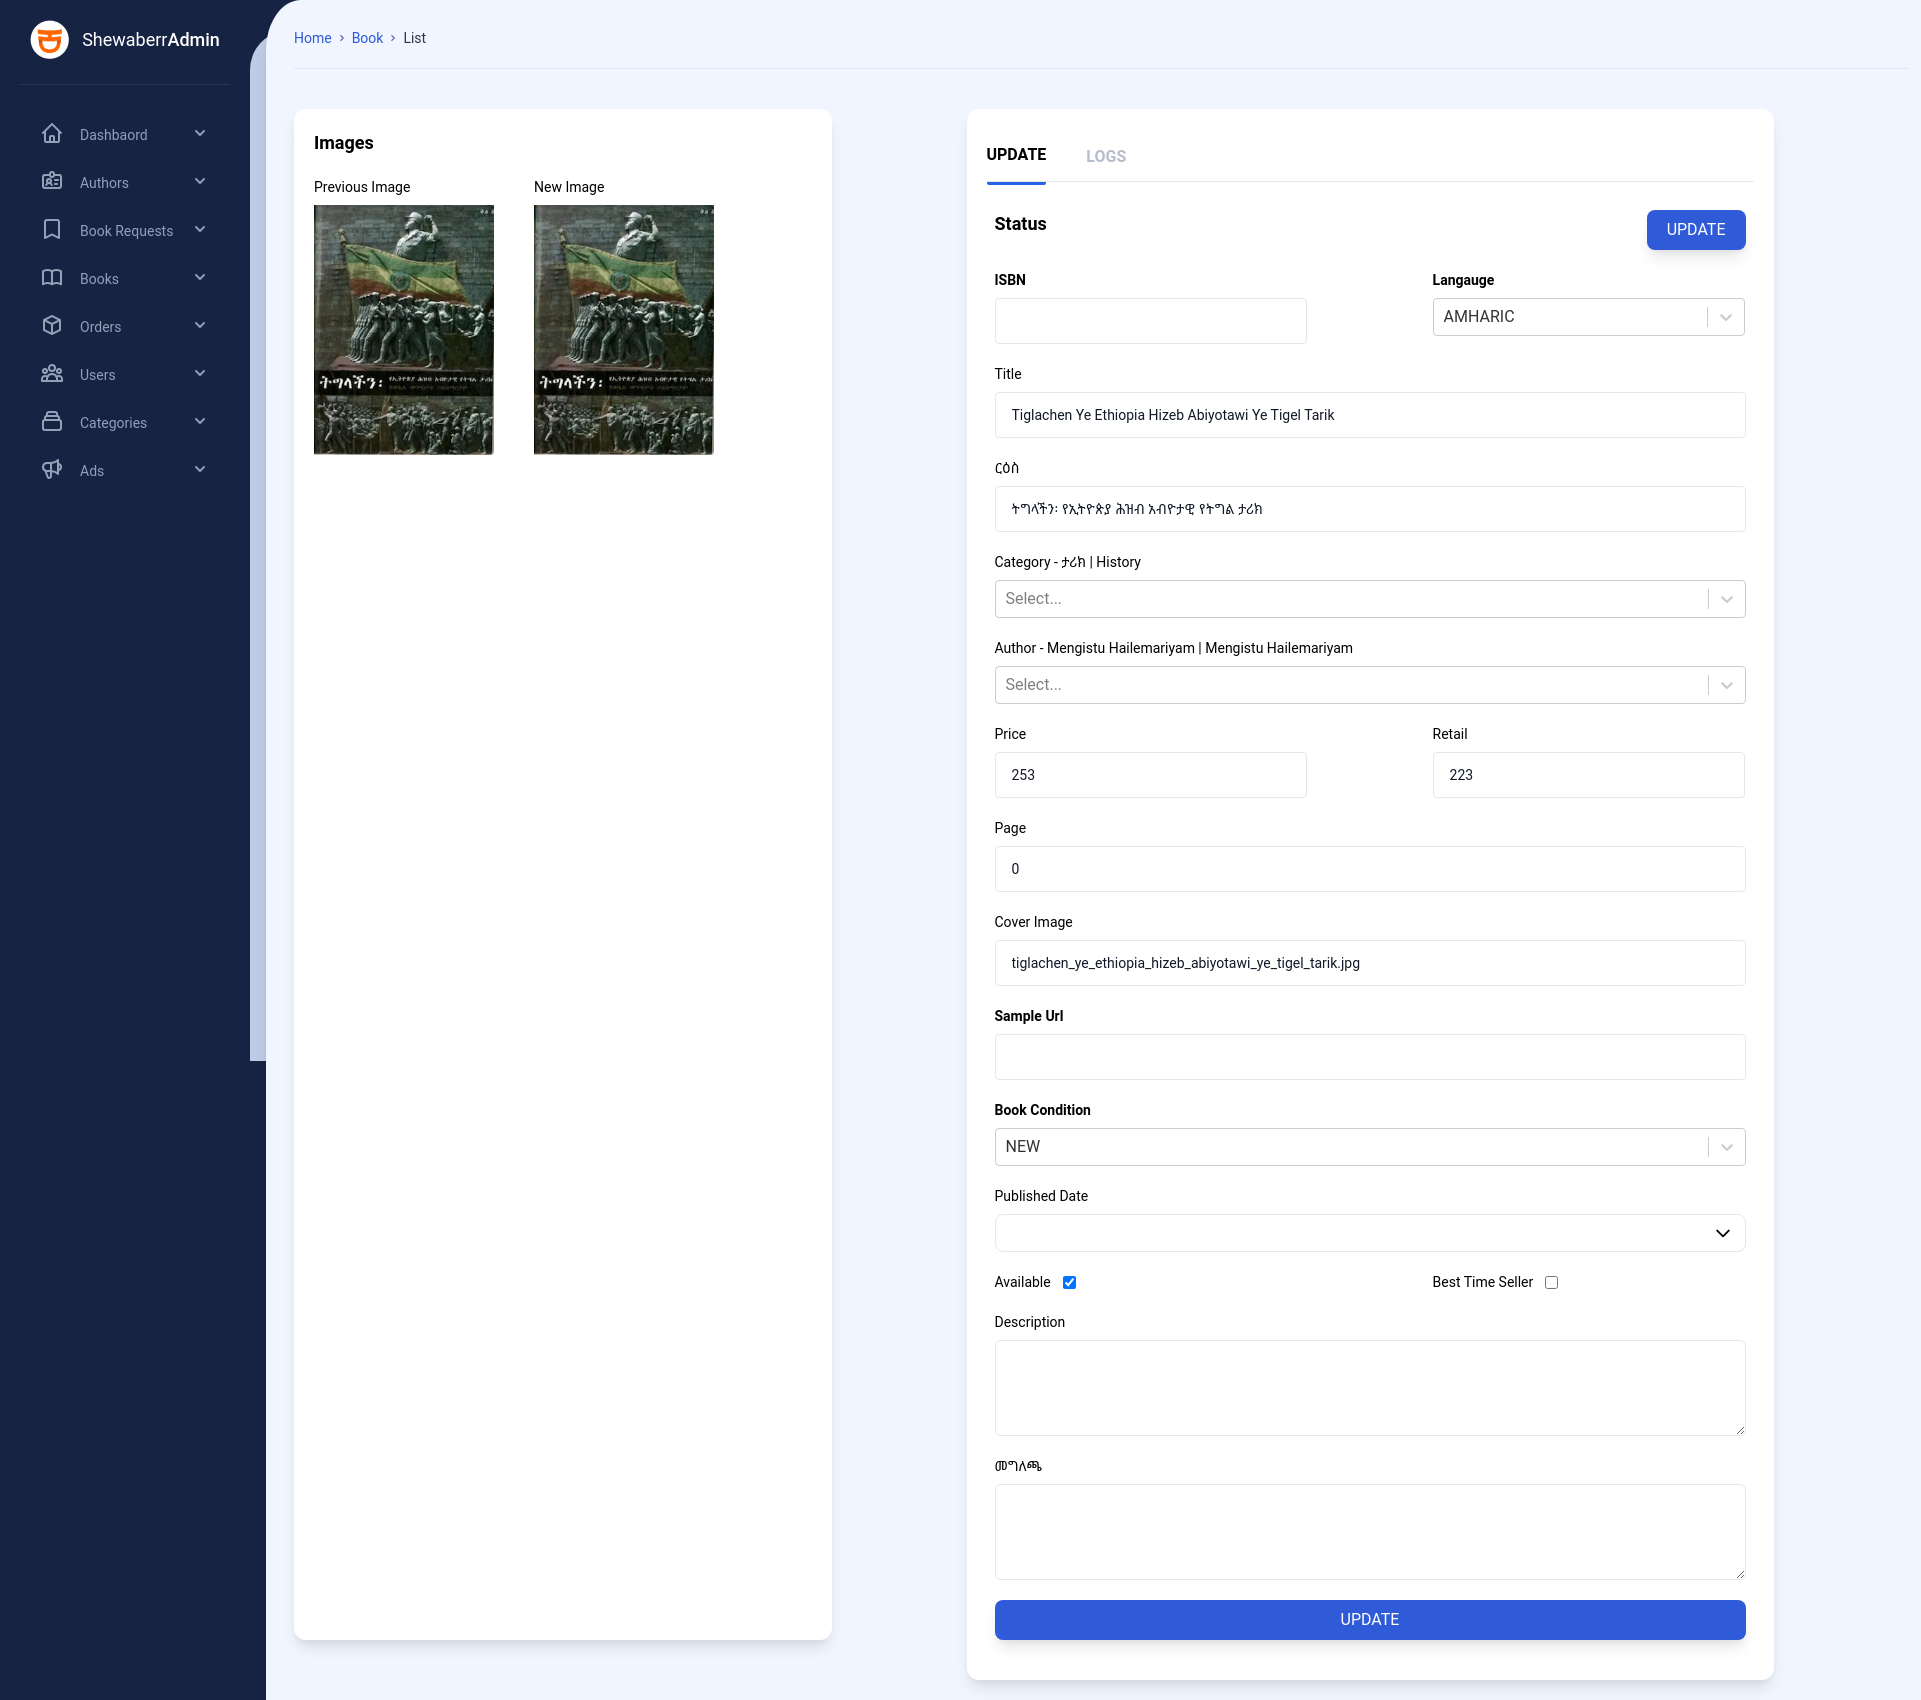 ShewaberrAdmin
Dashbaord
Authors
Book Requests
Books
Orders
Users
Categories
Ads
Home › Book › List
Images
Previous Image
New Image
ትግላችን፡
ትግላችን፡
UPDATE
LOGS
Status
UPDATE
ISBN
Langauge
AMHARIC
Title
Tiglachen Ye Ethiopia Hizeb Abiyotawi Ye Tigel Tarik
ርዕስ
ትግላችን፡ የኢትዮጵያ ሕዝብ አብዮታዊ የትግል ታሪክ
Category - ታሪክ | History
Select...
Author - Mengistu Hailemariyam | Mengistu Hailemariyam
Select...
Price
Retail
253
223
Page
0
Cover Image
tiglachen_ye_ethiopia_hizeb_abiyotawi_ye_tigel_tarik.jpg
Sample Url
Book Condition
NEW
Published Date
Available
Best Time Seller
Description
መግለጫ
UPDATE